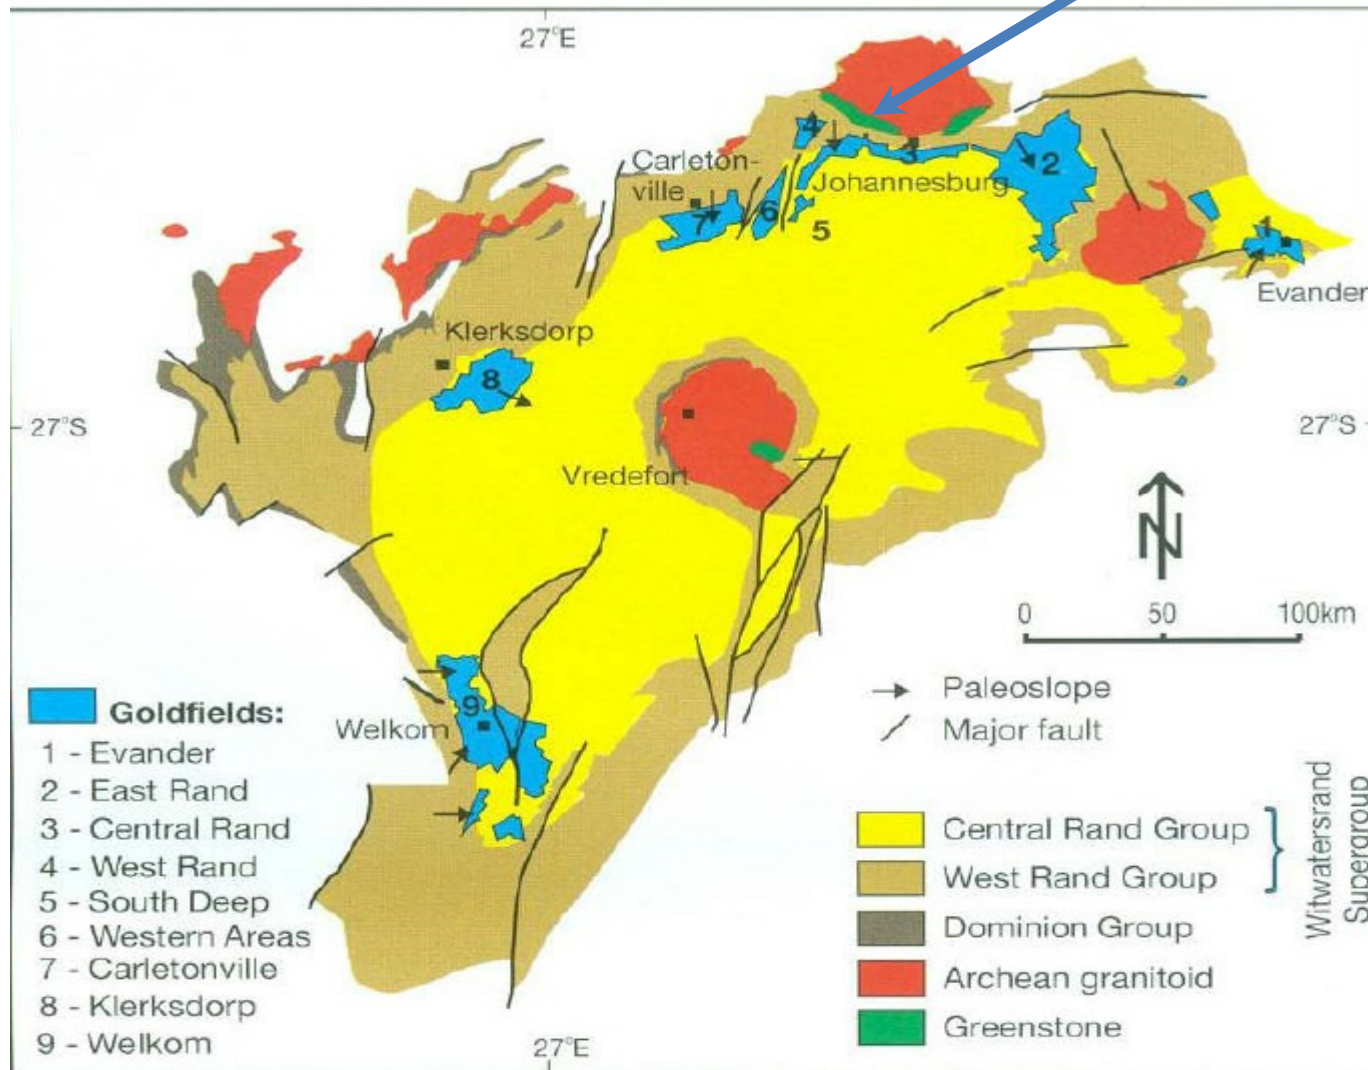 27°E
4
3
2
Carleton-
ville
Johannesburg
7
6
5
1
Evander
Klerksdorp
8
27°S
27°S
Vredefort
N
0 50 100km
Paleoslope
Major fault
9
Welkom
Goldfields:
1 - Evander
2 - East Rand
3 - Central Rand
4 - West Rand
5 - South Deep
6 - Western Areas
7 - Carletonville
8 - Klerksdorp
9 - Welkom
Central Rand Group
West Rand Group
Witwatersrand
Supergroup
Dominion Group
Archean granitoid
Greenstone
27°E